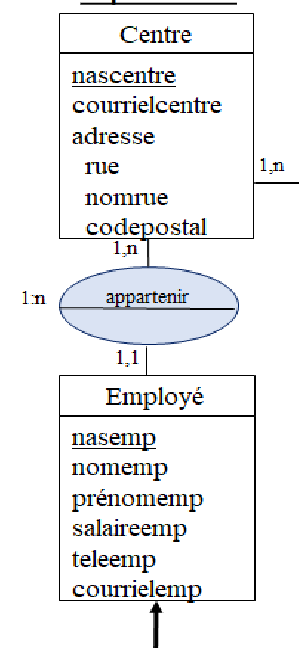 Centre
nascentre
courrielcentre
adresse
rue
nomrue
codepostal
1,n
1,n
1:n
appartenir
1,1
Employé
nasemp
nomemp
prénomemp
salaireemp
teleemp
courrielemp